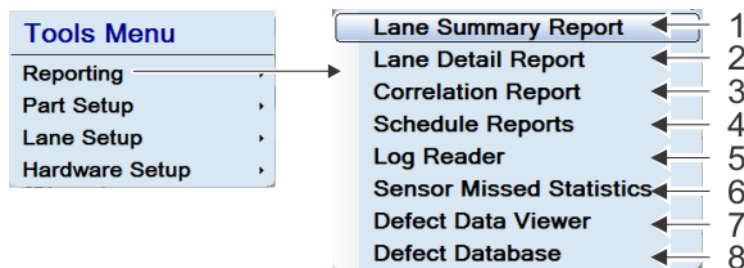 Tools Menu
Reporting
Part Setup
Lane Setup
Hardware Setup
Lane Summary Report 1
Lane Detail Report 2
Correlation Report 3
Schedule Reports 4
Log Reader 5
Sensor Missed Statistics 6
Defect Data Viewer 7
Defect Database 8